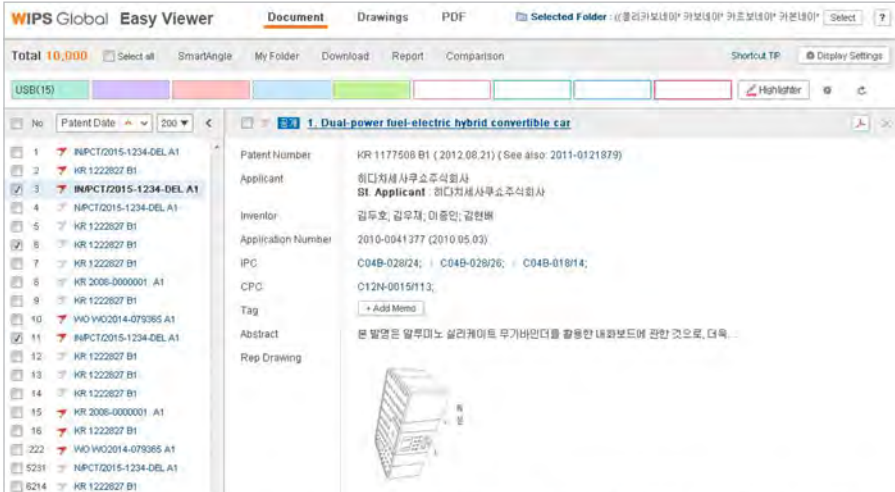 WIPS Global Easy Viewer
Document Drawings PDF
Selected Folder : ((폴리카보네이* 카보네이* 카르보네이* 카본네이* Select ?
Total 10,000 Select all SmartAngle My Folder Download Report Comparison Shortcut TIP Display Settings
USB(15) Highlighter
No Patent Date 200
공개 1. Dual-power fuel-electric hybrid convertible car
1 IN/PCT/2015-1234-DEL A1
2 KR 1222827 B1
3 IN/PCT/2015-1234-DEL A1
4 IN/PCT/2015-1234-DEL A1
5 KR 1222827 B1
6 KR 1222827 B1
7 KR 1222827 B1
8 KR 2008-0000001 A1
9 KR 1222827 B1
10 WO WO2014-079365 A1
11 IN/PCT/2015-1234-DEL A1
12 KR 1222827 B1
13 KR 1222827 B1
14 KR 1222827 B1
15 KR 2008-0000001 A1
16 KR 1222827 B1
222 WO WO2014-079365 A1
5231 IN/PCT/2015-1234-DEL A1
6214 KR 1222827 B1
Patent Number KR 1177508 B1 ( 2012.08.21) ( See also: 2011-0121879)
Applicant 히다치세사쿠쇼주식회사
St. Applicant : 히다치세사쿠쇼주식회사
Inventor 김두호; 김우재; 이종인; 김현배
Application Number 2010-0041377 (2010.05.03)
IPC C04B-028/24; | C04B-028/26; | C04B-018/14;
CPC C12N-0015/113;
Tag + Add Memo
Abstract 본 발명은 알루미노 실리케이트 무기바인더를 활용한 내화보드에 관한 것으로, 더욱...
Rep Drawing